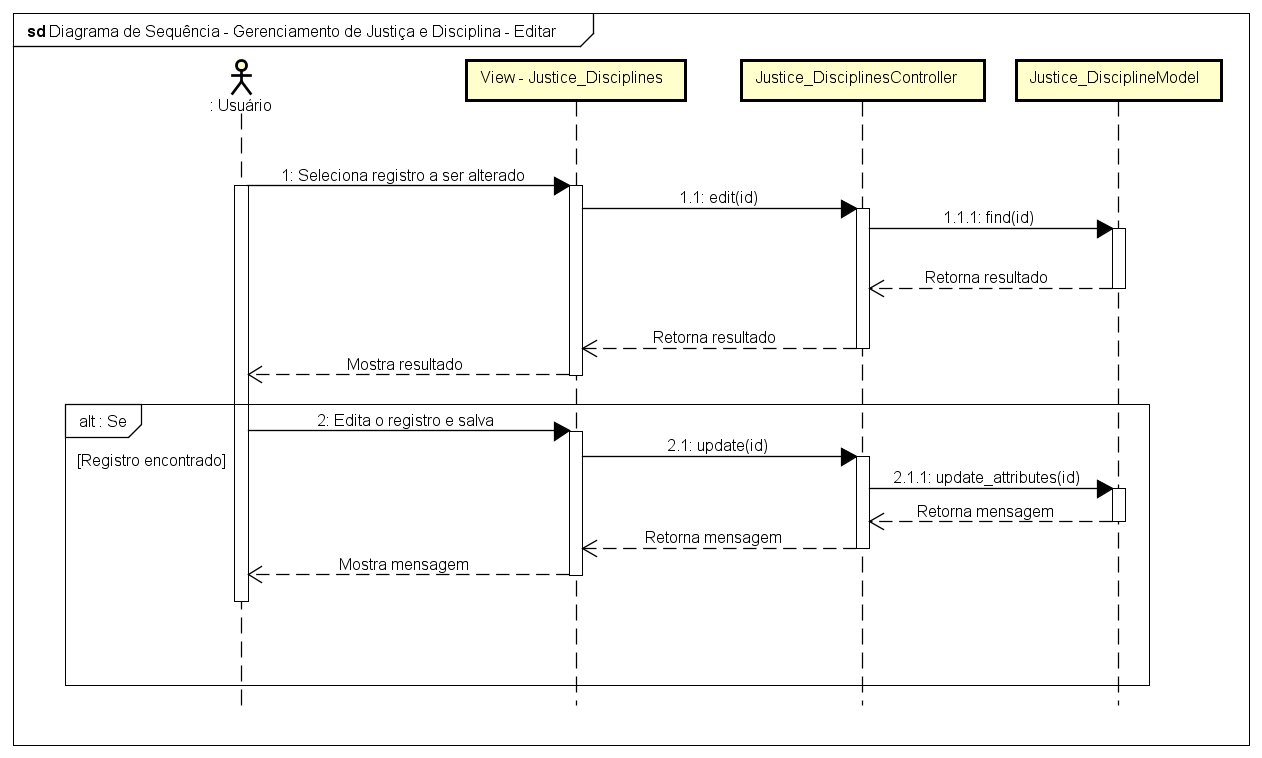 sd Diagrama de Sequência - Gerenciamento de Justiça e Disciplina - Editar
: Usuário
View - Justice_Disciplines
Justice_DisciplinesController
Justice_DisciplineModel
1: Seleciona registro a ser alterado
1.1: edit(id)
1.1.1: find(id)
Retorna resultado
Retorna resultado
Mostra resultado
alt : Se
[Registro encontrado]
2: Edita o registro e salva
2.1: update(id)
2.1.1: update_attributes(id)
Retorna mensagem
Retorna mensagem
Mostra mensagem